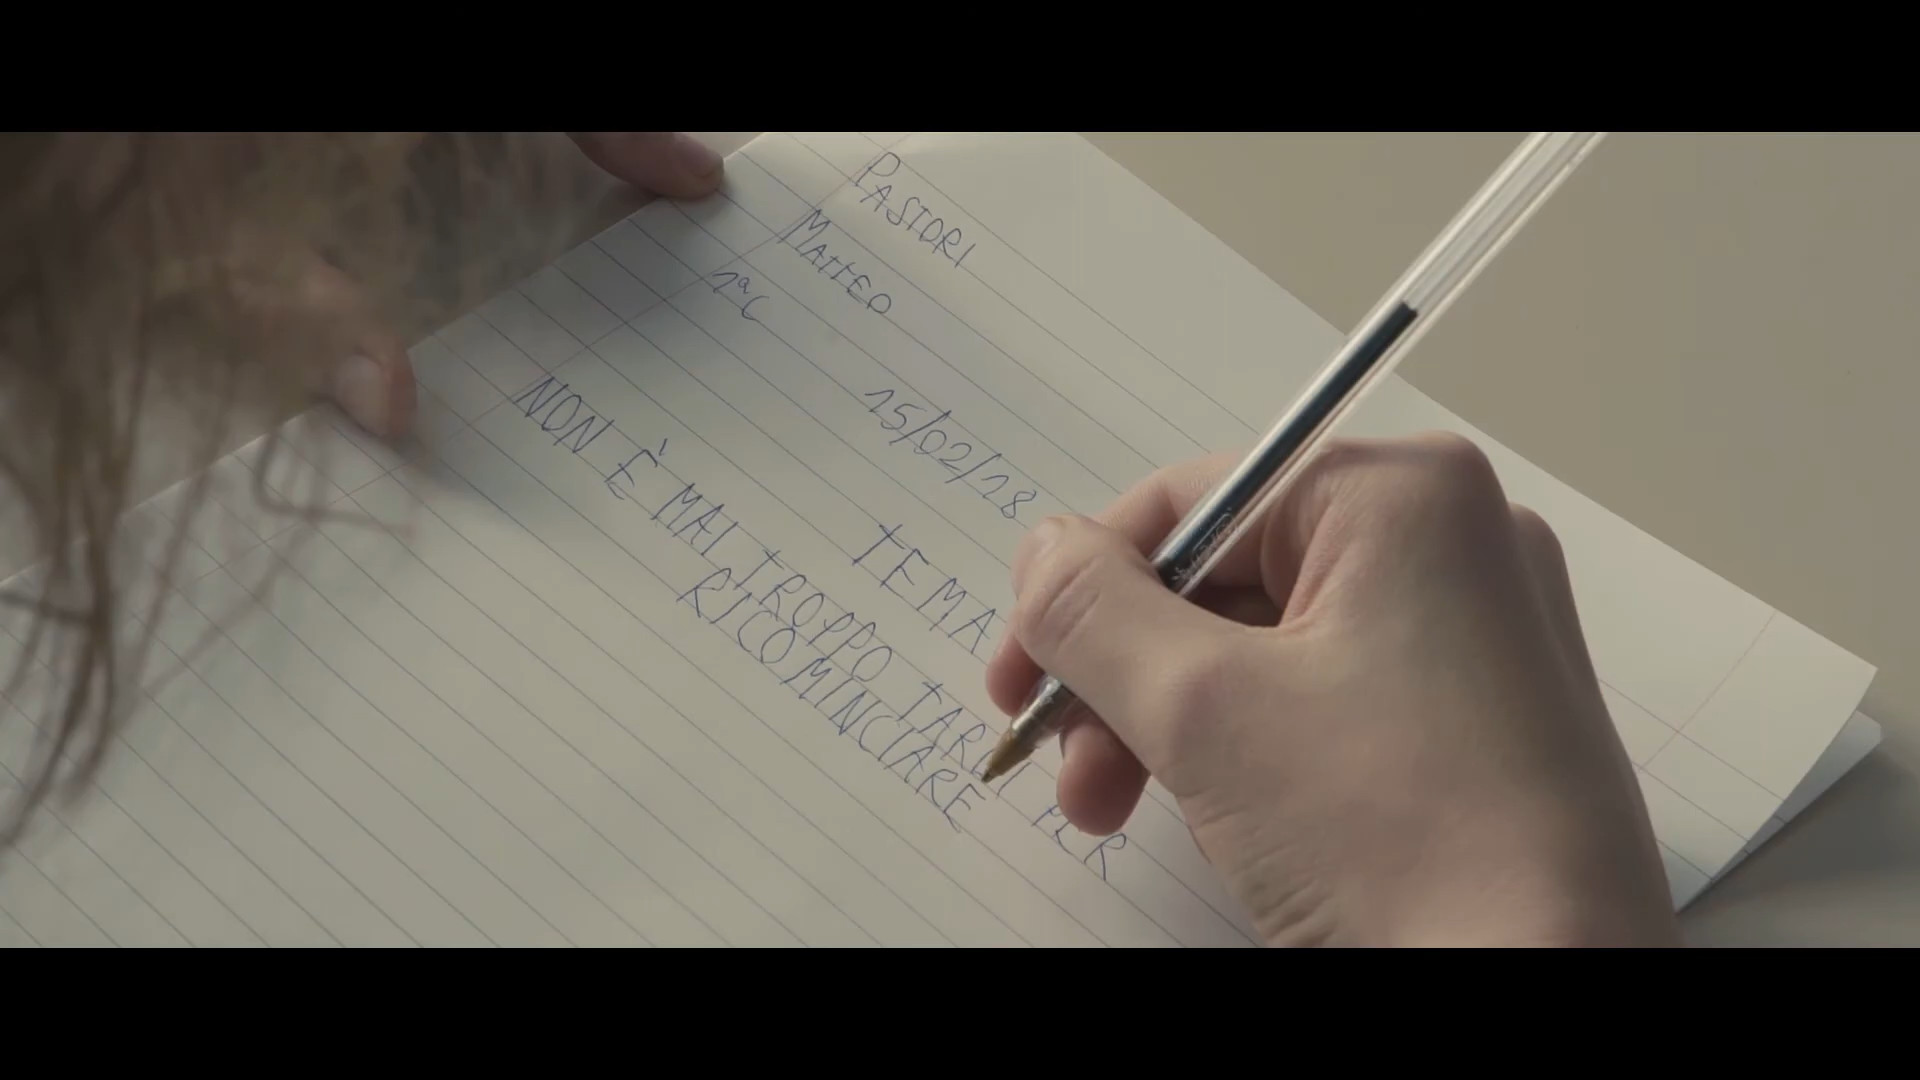 PASTORI
MATTEO
1ªC
15/02/18
TEMA
NON È MAI TROPPO TARDI PER
RICOMINCIARE